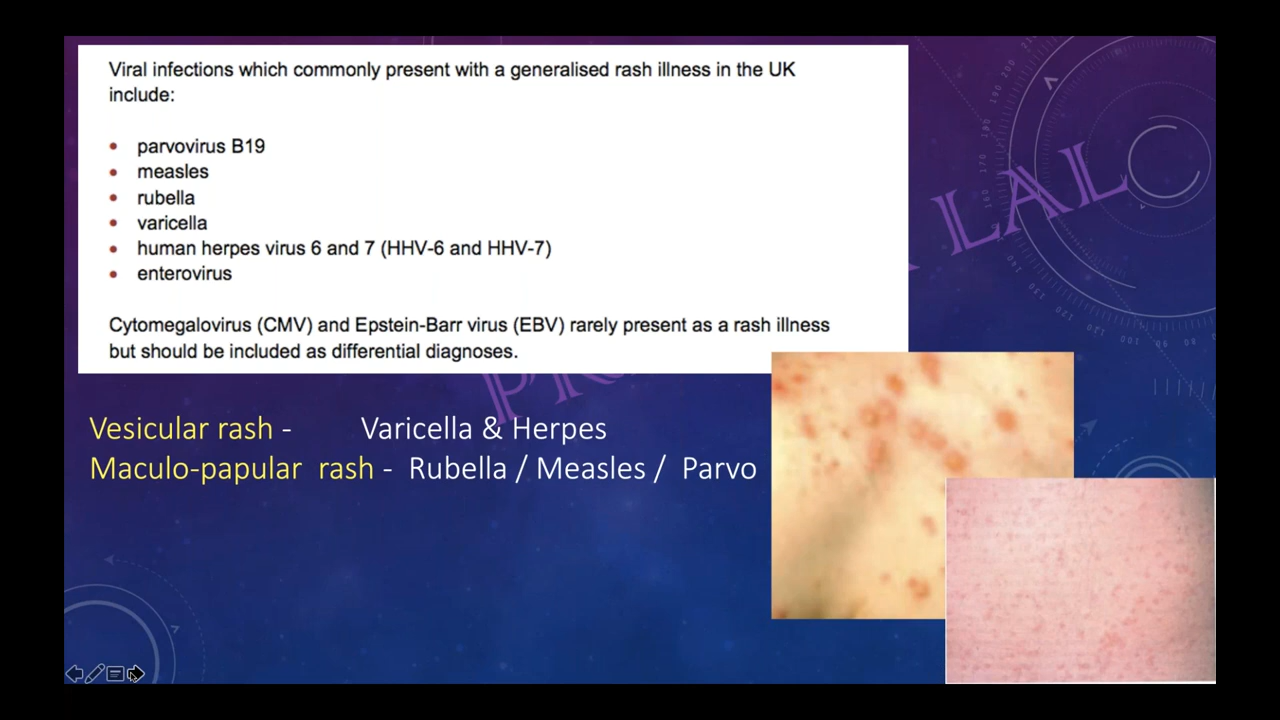 Viral infections which commonly present with a generalised rash illness in the UK
include:
• parvovirus B19
• measles
• rubella
• varicella
• human herpes virus 6 and 7 (HHV-6 and HHV-7)
• enterovirus
Cytomegalovirus (CMV) and Epstein-Barr virus (EBV) rarely present as a rash illness
but should be included as differential diagnoses.
Vesicular rash - Varicella & Herpes
Maculo-papular rash - Rubella / Measles / Parvo
LAL